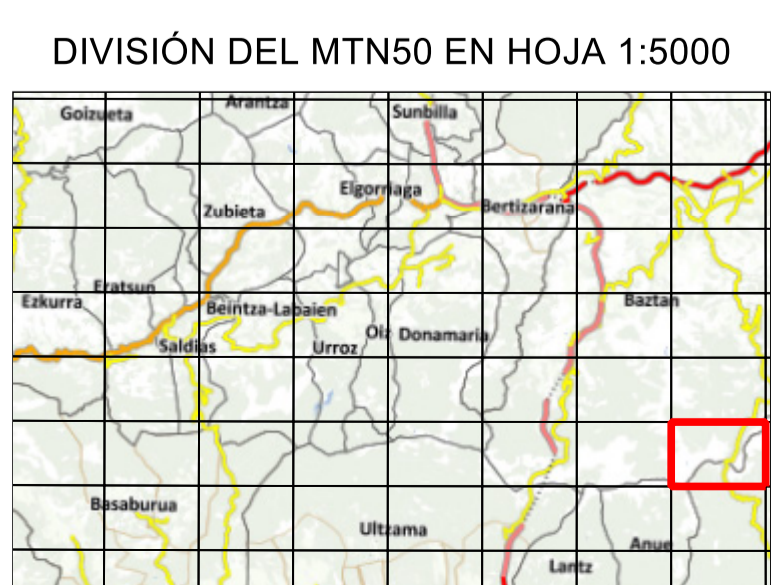 DIVISIÓN DEL MTN50 EN HOJA 1:5000
Arantza
Goizueta
Sunbilla
Elgorriaga
Zubieta
Bertizarana
Eratsun
Ezkurra
Beintza-Labaien
Baztan
Saldias
Urroz
Oiz
Donamaria
Basaburua
Ultzama
Anue
Lantz